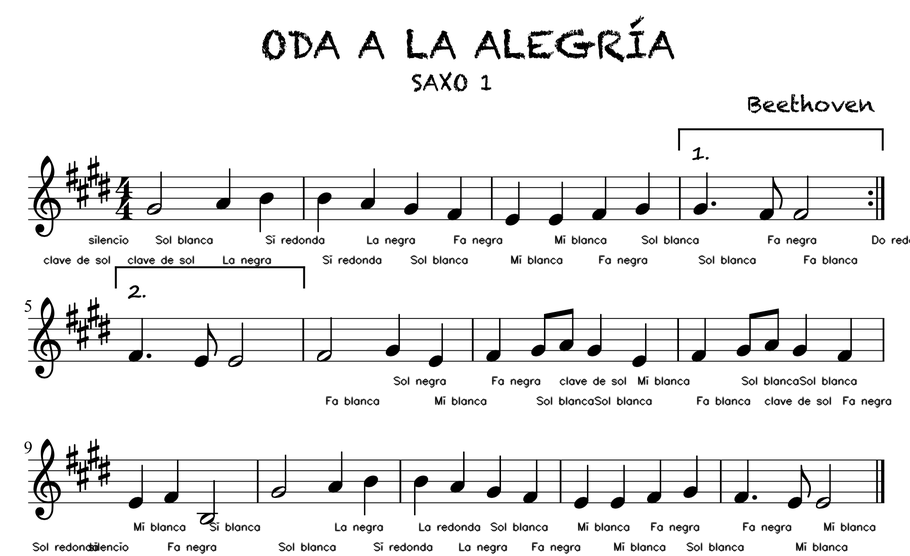 ODA A LA ALEGRÍA
SAXO 1
Beethoven
1.
silencio Sol blanca Si redonda La negra Fa negra Mi blanca Sol blanca Fa negra Do red
clave de sol clave de sol La negra Si redonda Sol blanca Mi blanca Fa negra Sol blanca Fa blanca
2.
5
Sol negra Fa negra clave de sol Mi blanca Sol blancaSol blanca
Fa blanca Mi blanca Sol blancaSol blanca Fa blanca clave de sol Fa negra
9
Mi blanca Si blanca La negra La redonda Sol blanca Mi blanca Fa negra Fa negra Mi blanca
Sol redonda silencio Fa negra Sol blanca Si redonda La negra Fa negra Mi blanca Sol blanca Mi blanca